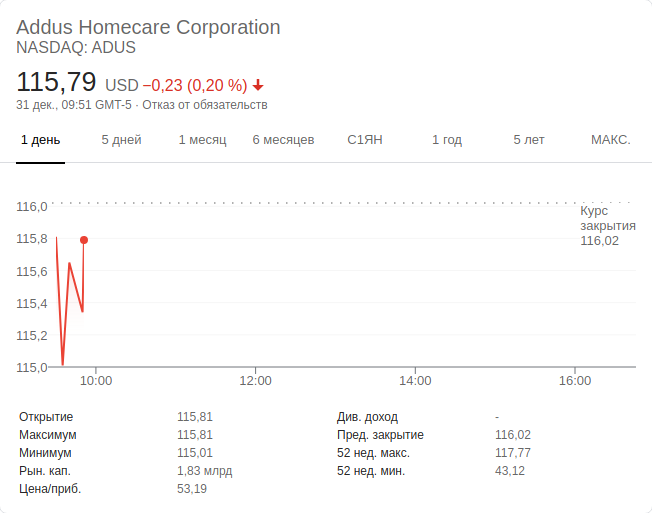 Addus Homecare Corporation
NASDAQ: ADUS
115,79 USD −0,23 (0,20 %)
31 дек., 09:51 GMT-5 · Отказ от обязательств
1 день 5 дней 1 месяц 6 месяцев С1ЯН 1 год 5 лет МАКС.
116,0
Курс
закрытия
116,02
115,8
115,6
115,4
115,2
115,0
10:00 12:00 14:00 16:00
Открытие 115,81 Див. доход -
Максимум 115,81 Пред. закрытие 116,02
Минимум 115,01 52 нед. макс. 117,77
Рын. кап. 1,83 млрд 52 нед. мин. 43,12
Цена/приб. 53,19